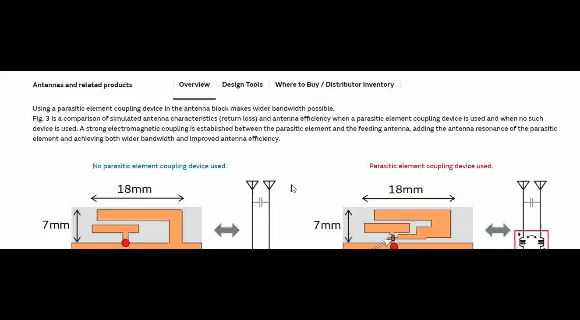 Antennas and related products Overview Design Tools Where to Buy / Distributor Inventory
Using a parasitic element coupling device in the antenna block makes wider bandwidth possible.
Fig. 3 is a comparison of simulated antenna characteristics (return loss) and antenna efficiency when a parasitic element coupling device is used and when no such
device is used. A strong electromagnetic coupling is established between the parasitic element and the feeding antenna, adding the antenna resonance of the parasitic
element and achieving both wider bandwidth and improved antenna efficiency.
No parasitic element coupling device used. Parasitic element coupling device used.
18mm 18mm
7mm 7mm